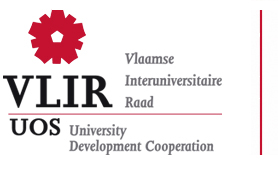 Vlaamse
Interuniversitaire
VLIR Raad
UOS University
Development Cooperation